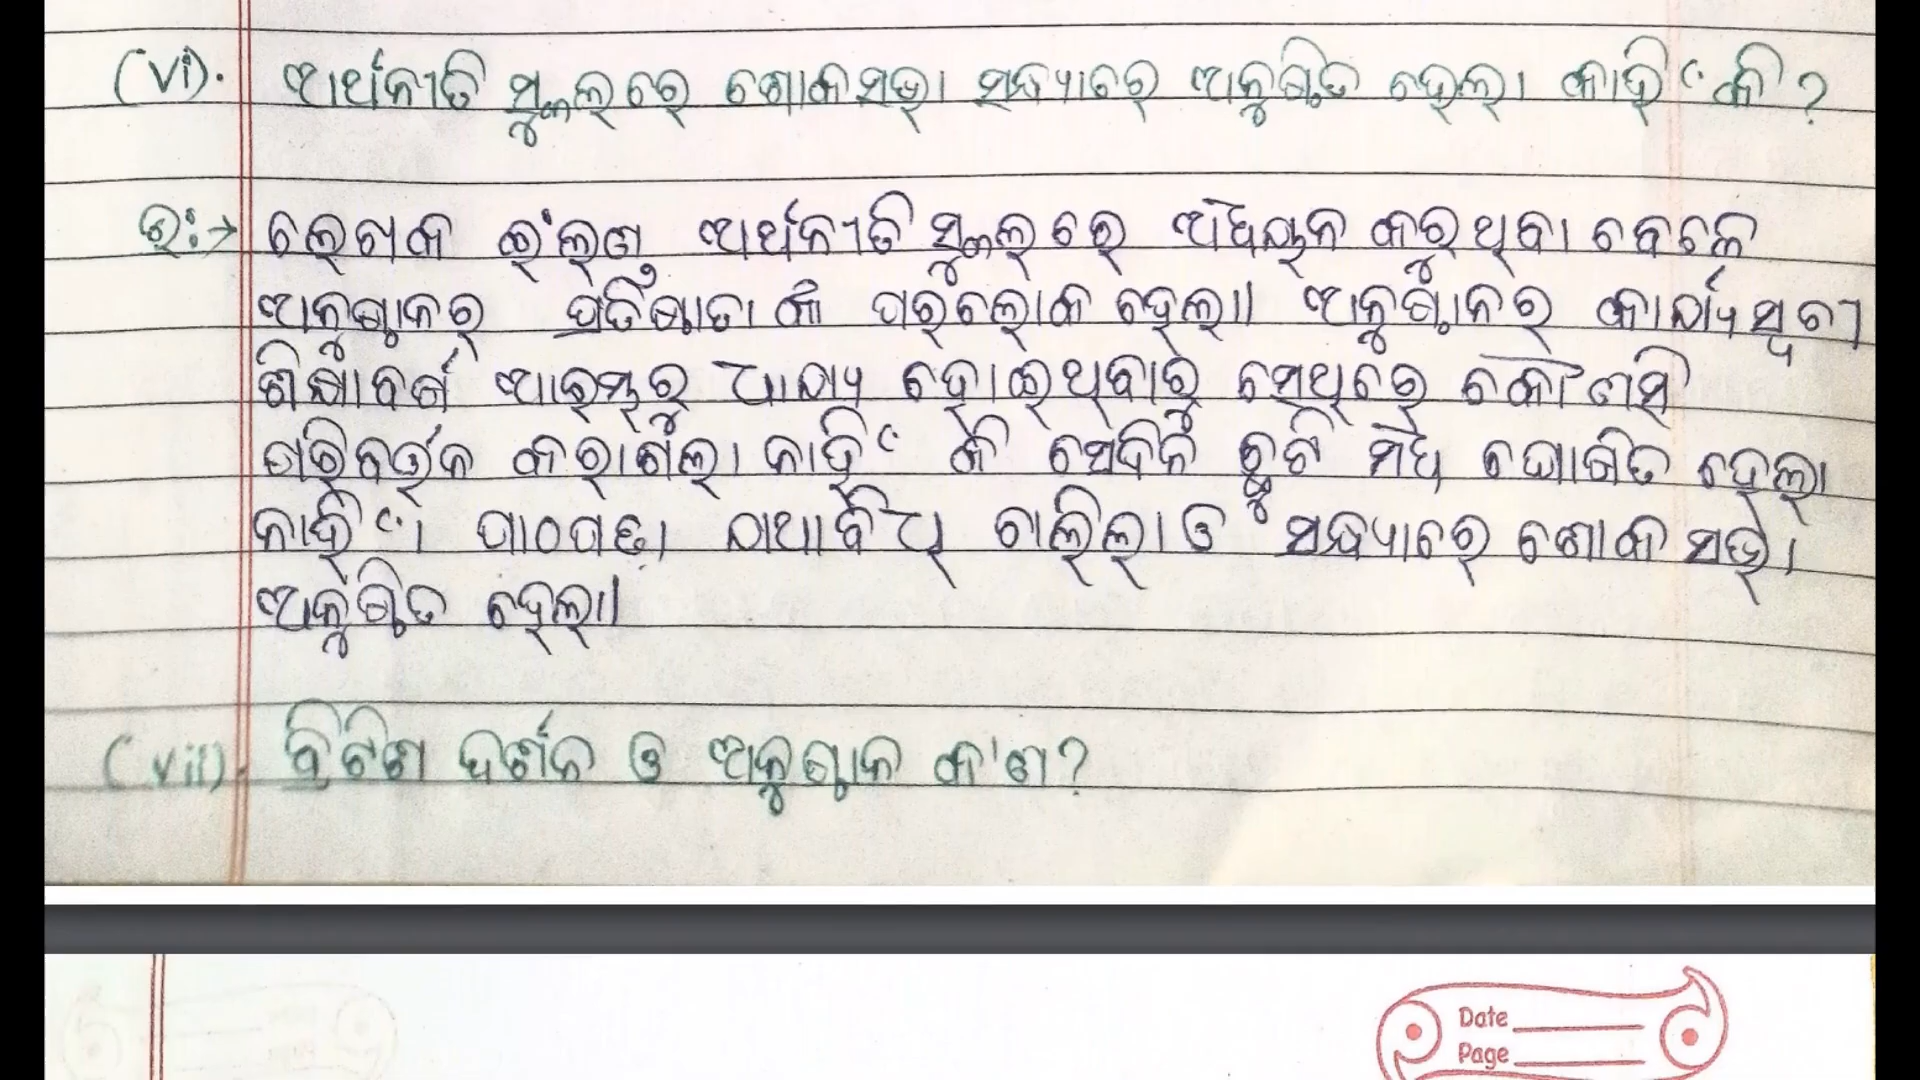 (vi). ଅର୍ଥନୀତି ସ୍କୁଲରେ ଶୋକସଭା ସନ୍ଧ୍ୟାରେ ଅନୁଷ୍ଠିତ ହେଲା କାହିଁ କି ?
ଉଃ→ ଲେଖକ ଇଂଲଣ୍ଡ ଅର୍ଥନୀତି ସ୍କୁଲରେ ଅଧ୍ୟୟନ କରୁଥିବା ବେଳେ
ଅନୁଷ୍ଠାନର ପ୍ରତିଷ୍ଠାତାଙ୍କ ପରଲୋକ ହେଲା। ଅନୁଷ୍ଠାନର କାର୍ଯ୍ୟସୂଚୀ
ଶିକ୍ଷାବର୍ଷ ଆରମ୍ଭରୁ ଧାର୍ଯ୍ୟ ହୋଇଥିବାରୁ ସେଥିରେ କୌଣସି
ପରିବର୍ତ୍ତନ କରାଗଲା ନାହିଁ କି ସେଦିନ ଛୁଟି ମଧ୍ୟ ଘୋଷିତ ହେଲା
ନାହିଁ। ପାଠପଢ଼ା ଯଥାବିଧି ଚାଲିଲା ଓ ସନ୍ଧ୍ୟାରେ ଶୋକସଭା
ଅନୁଷ୍ଠିତ ହେଲା।
(vii). ବ୍ରିଟିଶ ଦର୍ଶନ ଓ ଅନୁଷ୍ଠାନ କ'ଣ?
Date
Page